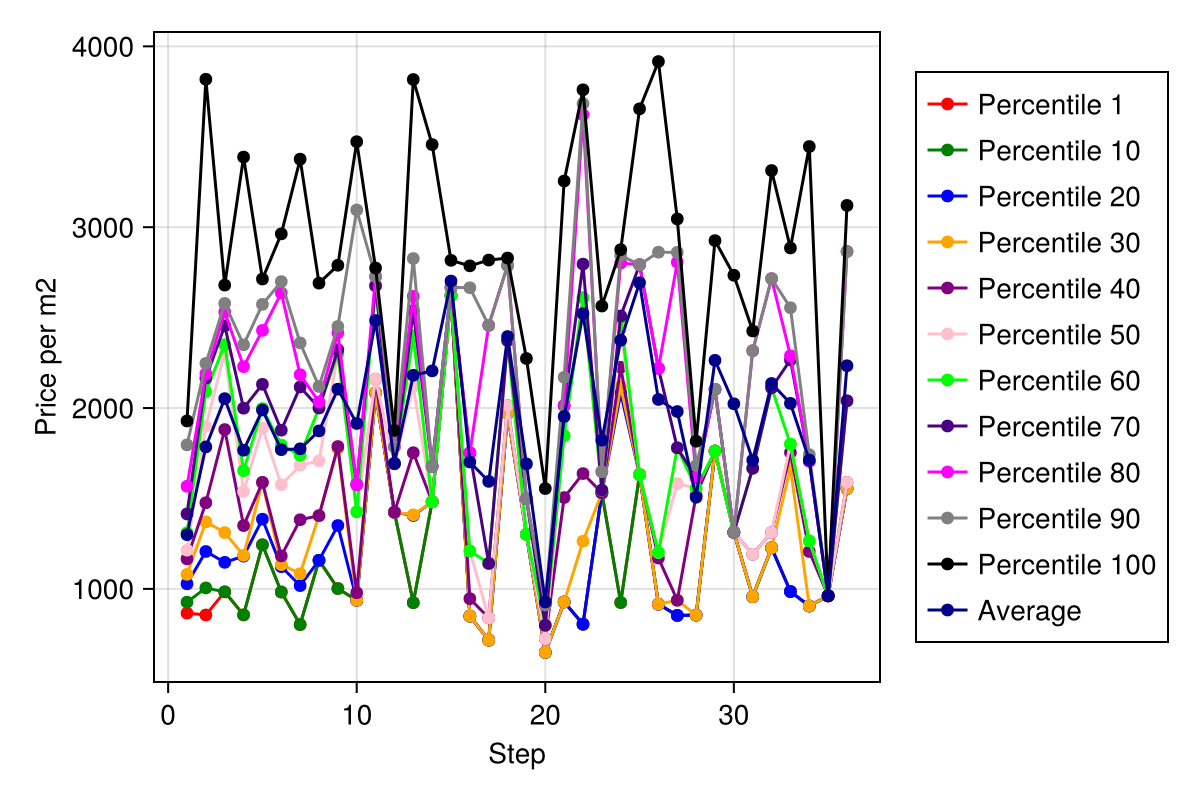 4000
3000
2000
1000
Price per m2
0
10
20
30
Step
Percentile 1
Percentile 10
Percentile 20
Percentile 30
Percentile 40
Percentile 50
Percentile 60
Percentile 70
Percentile 80
Percentile 90
Percentile 100
Average